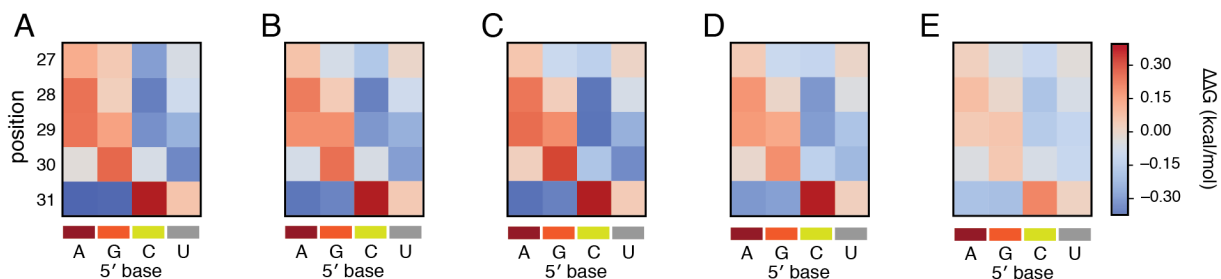 A
B
C
D
E
position
27
28
29
30
31
A G C U
5′ base
A G C U
5′ base
A G C U
5′ base
A G C U
5′ base
A G C U
5′ base
0.30
0.15
0.00
−0.15
−0.30
ΔΔG (kcal/mol)